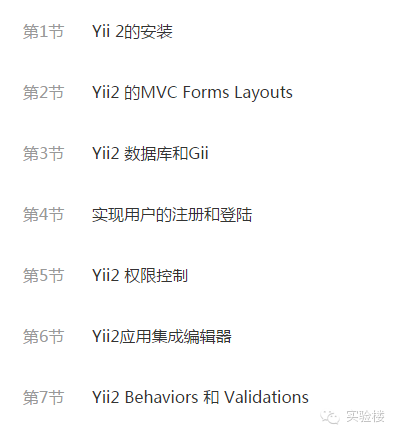 第1节 Yii 2的安装
第2节 Yii2 的MVC Forms Layouts
第3节 Yii2 数据库和Gii
第4节 实现用户的注册和登陆
第5节 Yii2 权限控制
第6节 Yii2应用集成编辑器
第7节 Yii2 Behaviors 和 Validations
实验楼